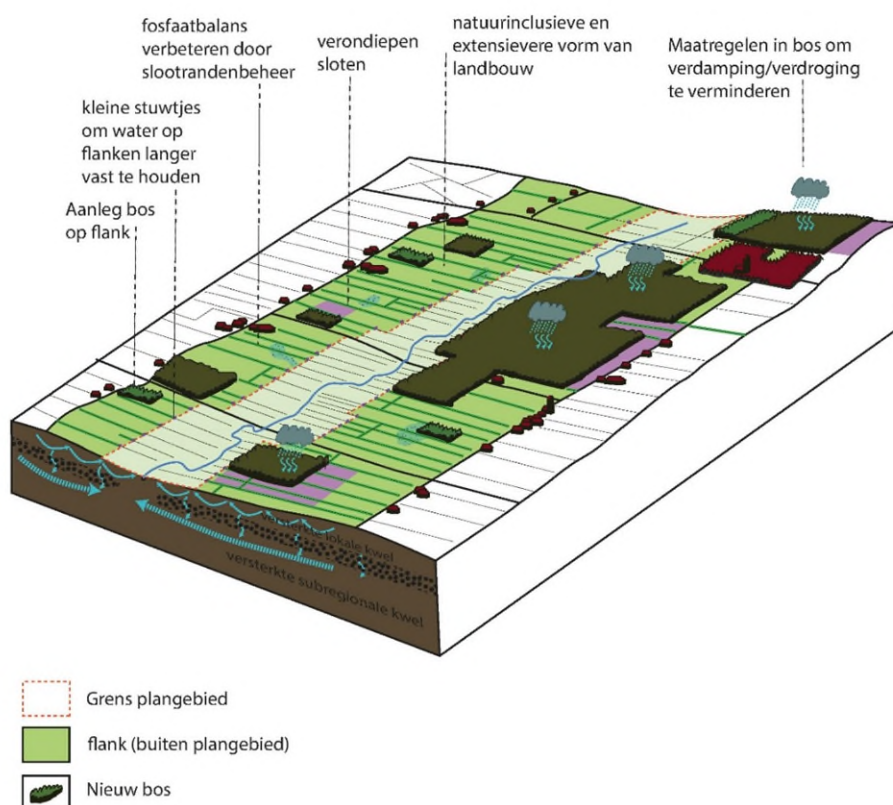 fosfaatbalans
verbeteren door
slootrandenbeheer
verondiepen
sloten
natuurinclusieve en
extensievere vorm van
landbouw
Maatregelen in bos om
verdamping/verdroging
te verminderen
kleine stuwtjes
om water op
flanken langer
vast te houden
Aanleg bos
op flank
lokale kwel
versterkte subregionale kwel
Grens plangebied
flank (buiten plangebied)
Nieuw bos